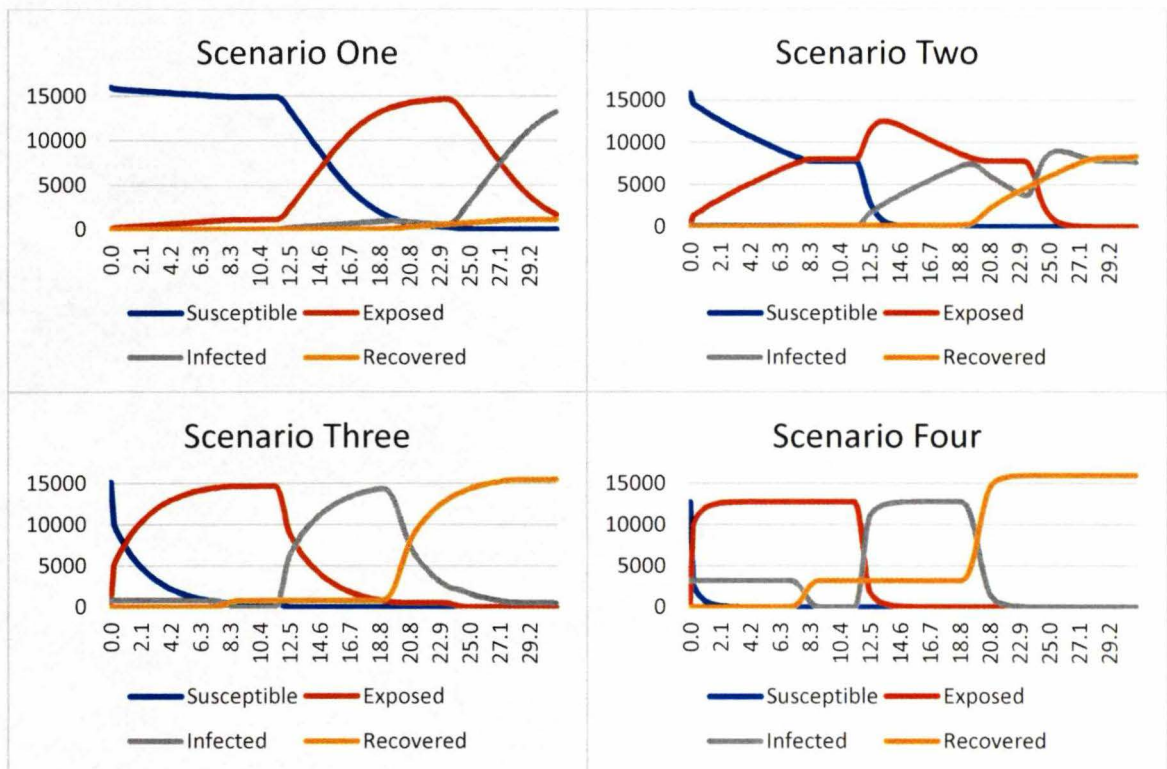 Scenario One
15000
10000
5000
0
0.0 2.1 4.2 6.3 8.3 10.4 12.5 14.6 16.7 18.8 20.8 22.9 25.0 27.1 29.2
Susceptible Exposed
Infected Recovered
Scenario Two
15000
10000
5000
0
0.0 2.1 4.2 6.3 8.3 10.4 12.5 14.6 16.7 18.8 20.8 22.9 25.0 27.1 29.2
Susceptible Exposed
Infected Recovered
Scenario Three
15000
10000
5000
0
0.0 2.1 4.2 6.3 8.3 10.4 12.5 14.6 16.7 18.8 20.8 22.9 25.0 27.1 29.2
Susceptible Exposed
Infected Recovered
Scenario Four
15000
10000
5000
0
0.0 2.1 4.2 6.3 8.3 10.4 12.5 14.6 16.7 18.8 20.8 22.9 25.0 27.1 29.2
Susceptible Exposed
Infected Recovered